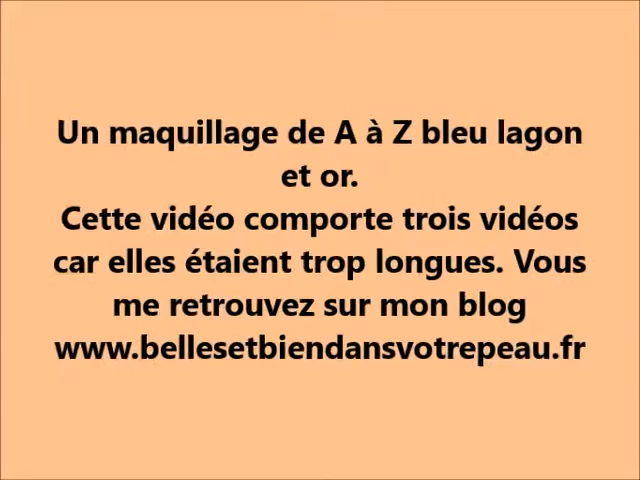 Un maquillage de A à Z bleu lagon
et or.
Cette vidéo comporte trois vidéos
car elles étaient trop longues. Vous
me retrouvez sur mon blog
www.bellesetbiendansvotrepeau.fr